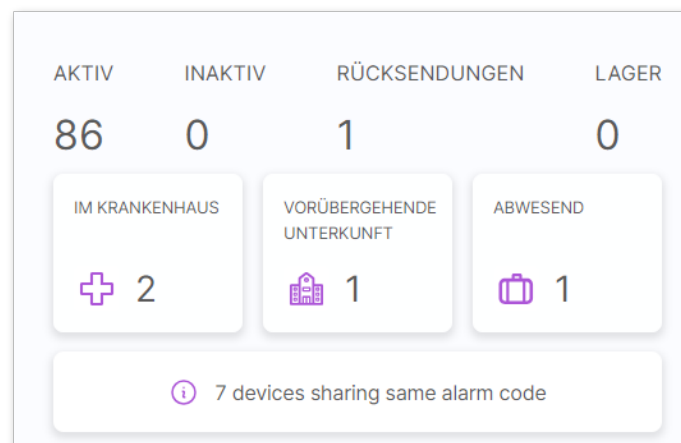 AKTIV INAKTIV RÜCKSENDUNGEN LAGER
86 0 1 0
IM KRANKENHAUS
2
VORÜBERGEHENDE
UNTERKUNFT
1
ABWESEND
1
7 devices sharing same alarm code